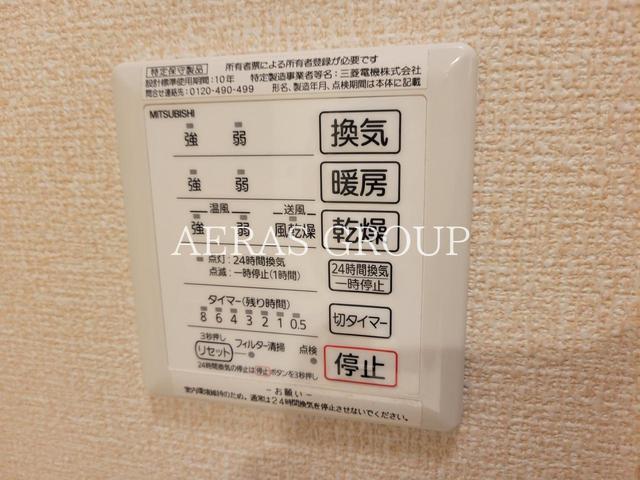 特定保守製品 所有者票による所有者登録が必要です
設計標準使用期間:10年 特定製造事業者等名:三菱電機株式会社
問合せ連絡先:0120-490-499 形名、製造年月、点検期間は本体に記載
MITSUBISHI
強 弱 換気
強 弱 暖房
温風 送風
強 弱 風乾燥 乾燥
AERAS GROUP
点灯:24時間換気
点滅:一時停止(1時間)
24時間換気
一時停止
タイマー(残り時間)
8 6 4 3 2 1 0.5
切タイマー
3秒押し
リセット フィルター清掃 点検
停止
24時間換気の停止は停止ボタンを3秒押し
-お願い-
室内環境維持のため、通常は24時間換気を停止させないでください。